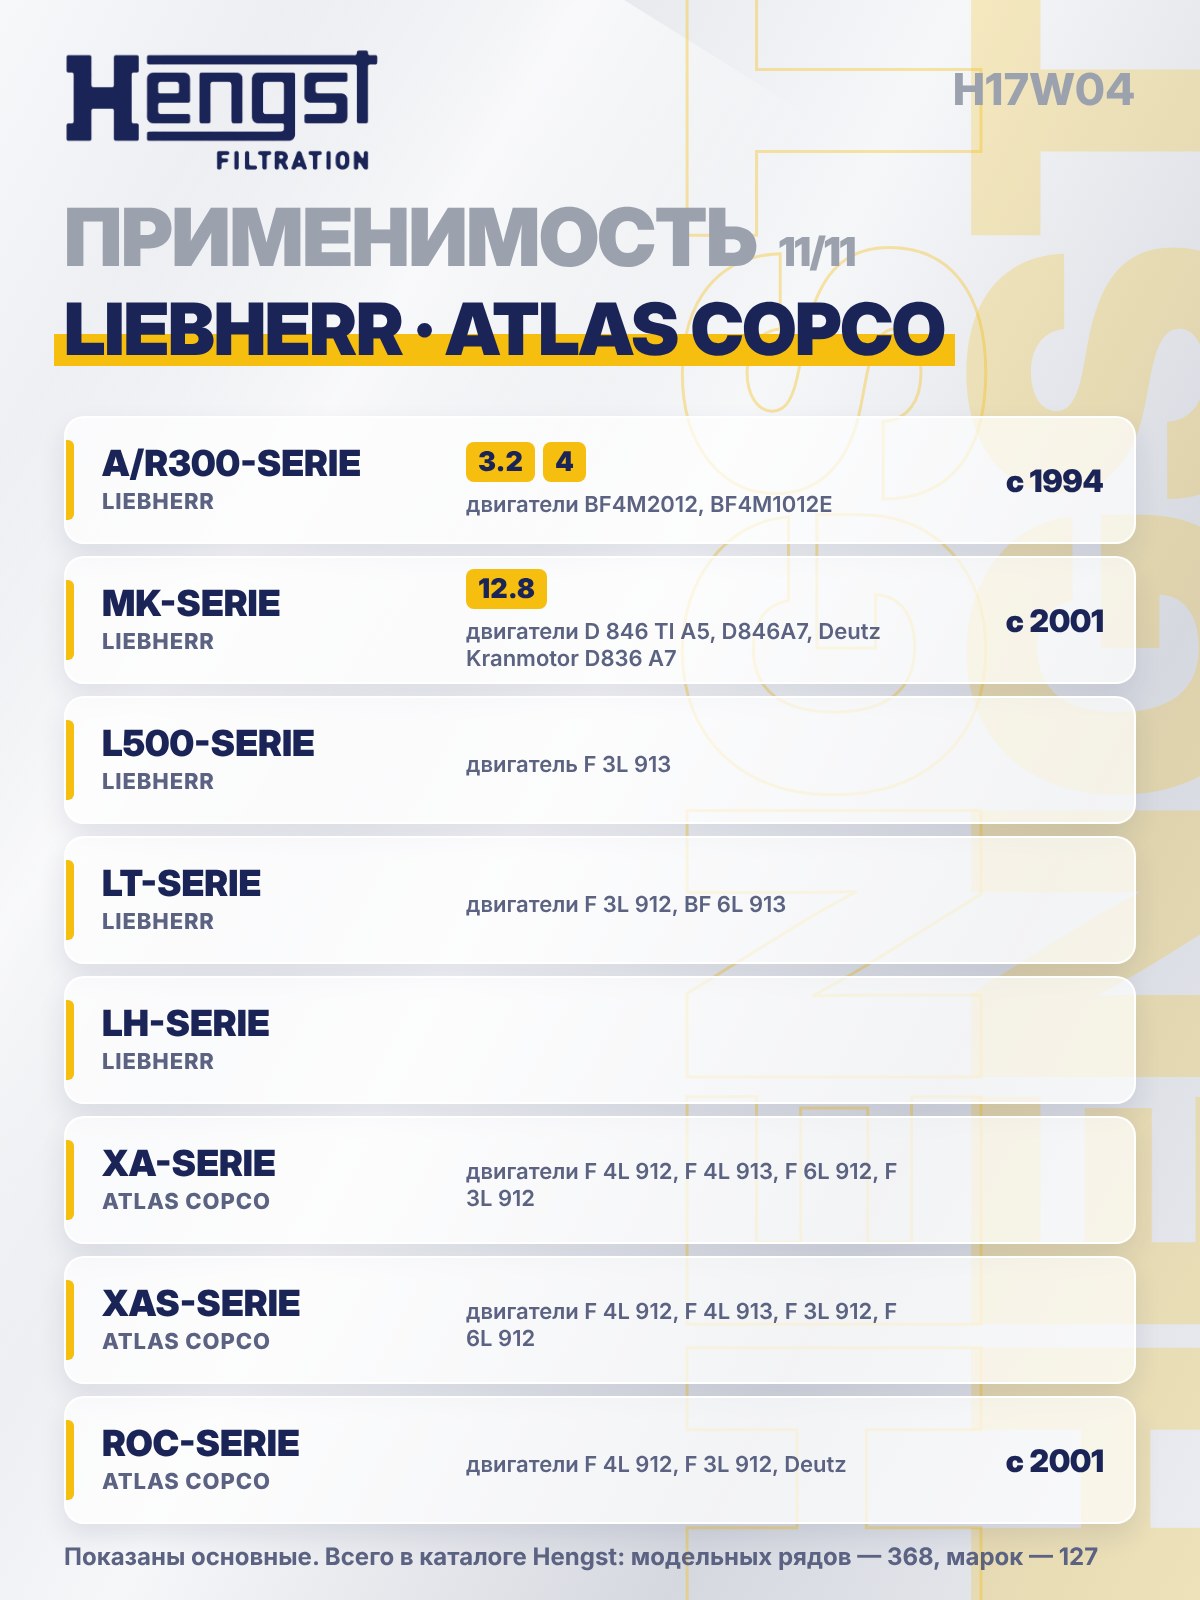 Hengst
FILTRATION
H17W04
ПРИМЕНИМОСТЬ 11/11
LIEBHERR · ATLAS COPCO
A/R300-SERIE
LIEBHERR
3.2 4
двигатели BF4M2012, BF4M1012E
с 1994
MK-SERIE
LIEBHERR
12.8
двигатели D 846 TI A5, D846A7, Deutz
Kranmotor D836 A7
с 2001
L500-SERIE
LIEBHERR
двигатель F 3L 913
LT-SERIE
LIEBHERR
двигатели F 3L 912, BF 6L 913
LH-SERIE
LIEBHERR
XA-SERIE
ATLAS COPCO
двигатели F 4L 912, F 4L 913, F 6L 912, F
3L 912
XAS-SERIE
ATLAS COPCO
двигатели F 4L 912, F 4L 913, F 3L 912, F
6L 912
ROC-SERIE
ATLAS COPCO
двигатели F 4L 912, F 3L 912, Deutz
с 2001
Показаны основные. Всего в каталоге Hengst: модельных рядов — 368, марок — 127
HENGST
HENGST